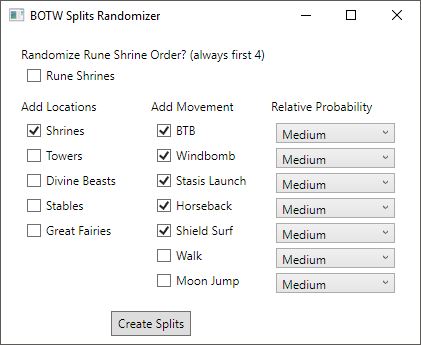 BOTW Splits Randomizer
Randomize Rune Shrine Order? (always first 4)
Rune Shrines
Add Locations Add Movement Relative Probability
Shrines BTB Medium
Towers Windbomb Medium
Divine Beasts Stasis Launch Medium
Stables Horseback Medium
Great Fairies Shield Surf Medium
Walk Medium
Moon Jump Medium
Create Splits